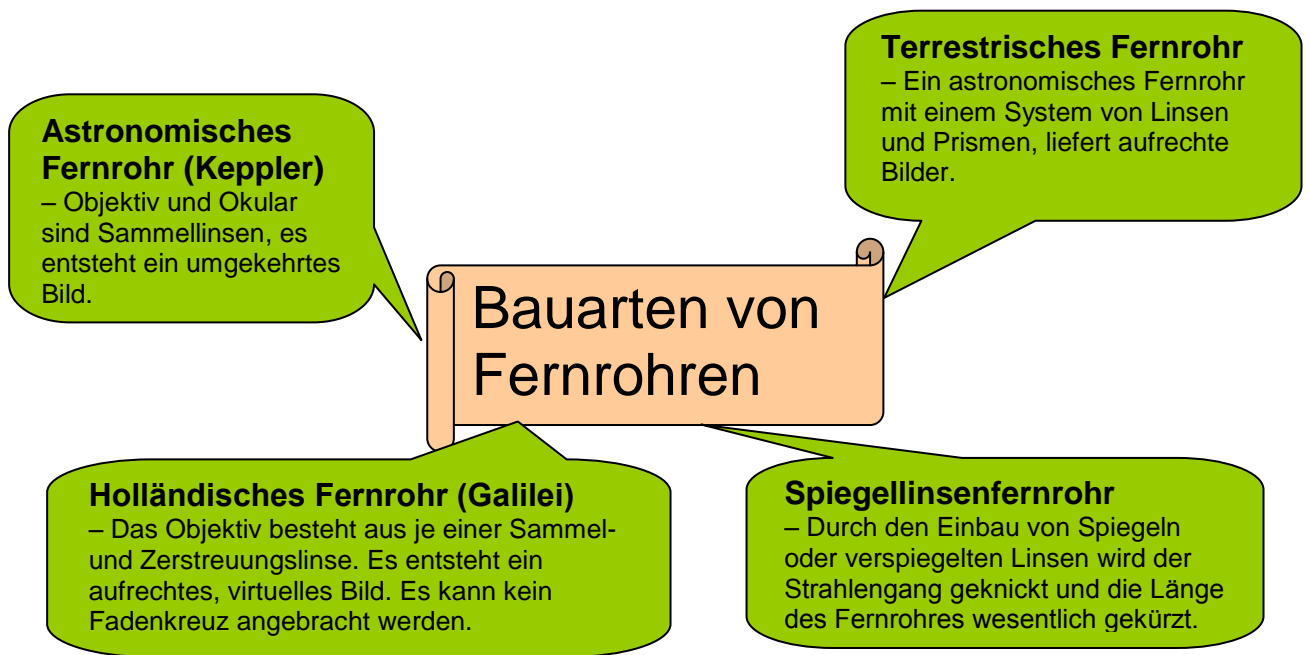 Bauarten von
Fernrohren
Astronomisches
Fernrohr (Keppler)
– Objektiv und Okular
sind Sammellinsen, es
entsteht ein umgekehrtes
Bild.
Terrestrisches Fernrohr
– Ein astronomisches Fernrohr
mit einem System von Linsen
und Prismen, liefert aufrechte
Bilder.
Holländisches Fernrohr (Galilei)
– Das Objektiv besteht aus je einer Sammel-
und Zerstreuungslinse. Es entsteht ein
aufrechtes, virtuelles Bild. Es kann kein
Fadenkreuz angebracht werden.
Spiegellinsenfernrohr
– Durch den Einbau von Spiegeln
oder verspiegelten Linsen wird der
Strahlengang geknickt und die Länge
des Fernrohres wesentlich gekürzt.